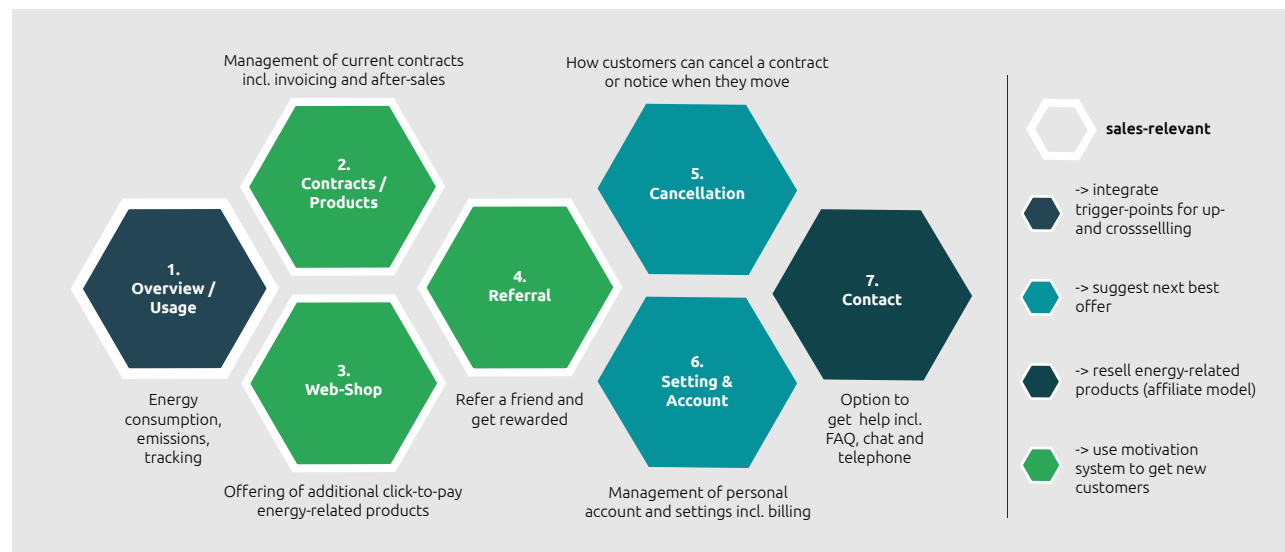 Management of current contracts
incl. invoicing and after-sales
How customers can cancel a contract
or notice when they move
1.
Overview /
Usage
2.
Contracts /
Products
3.
Web-Shop
4.
Referral
5.
Cancellation
6.
Setting &
Account
7.
Contact
Energy
consumption,
emissions,
tracking
Refer a friend and
get rewarded
Option to
get help incl.
FAQ, chat and
telephone
Offering of additional click-to-pay
energy-related products
Management of personal
account and settings incl. billing
sales-relevant
-> integrate
trigger-points for up-
and crosssellling
-> suggest next best
offer
-> resell energy-related
products (affiliate model)
-> use motivation
system to get new
customers